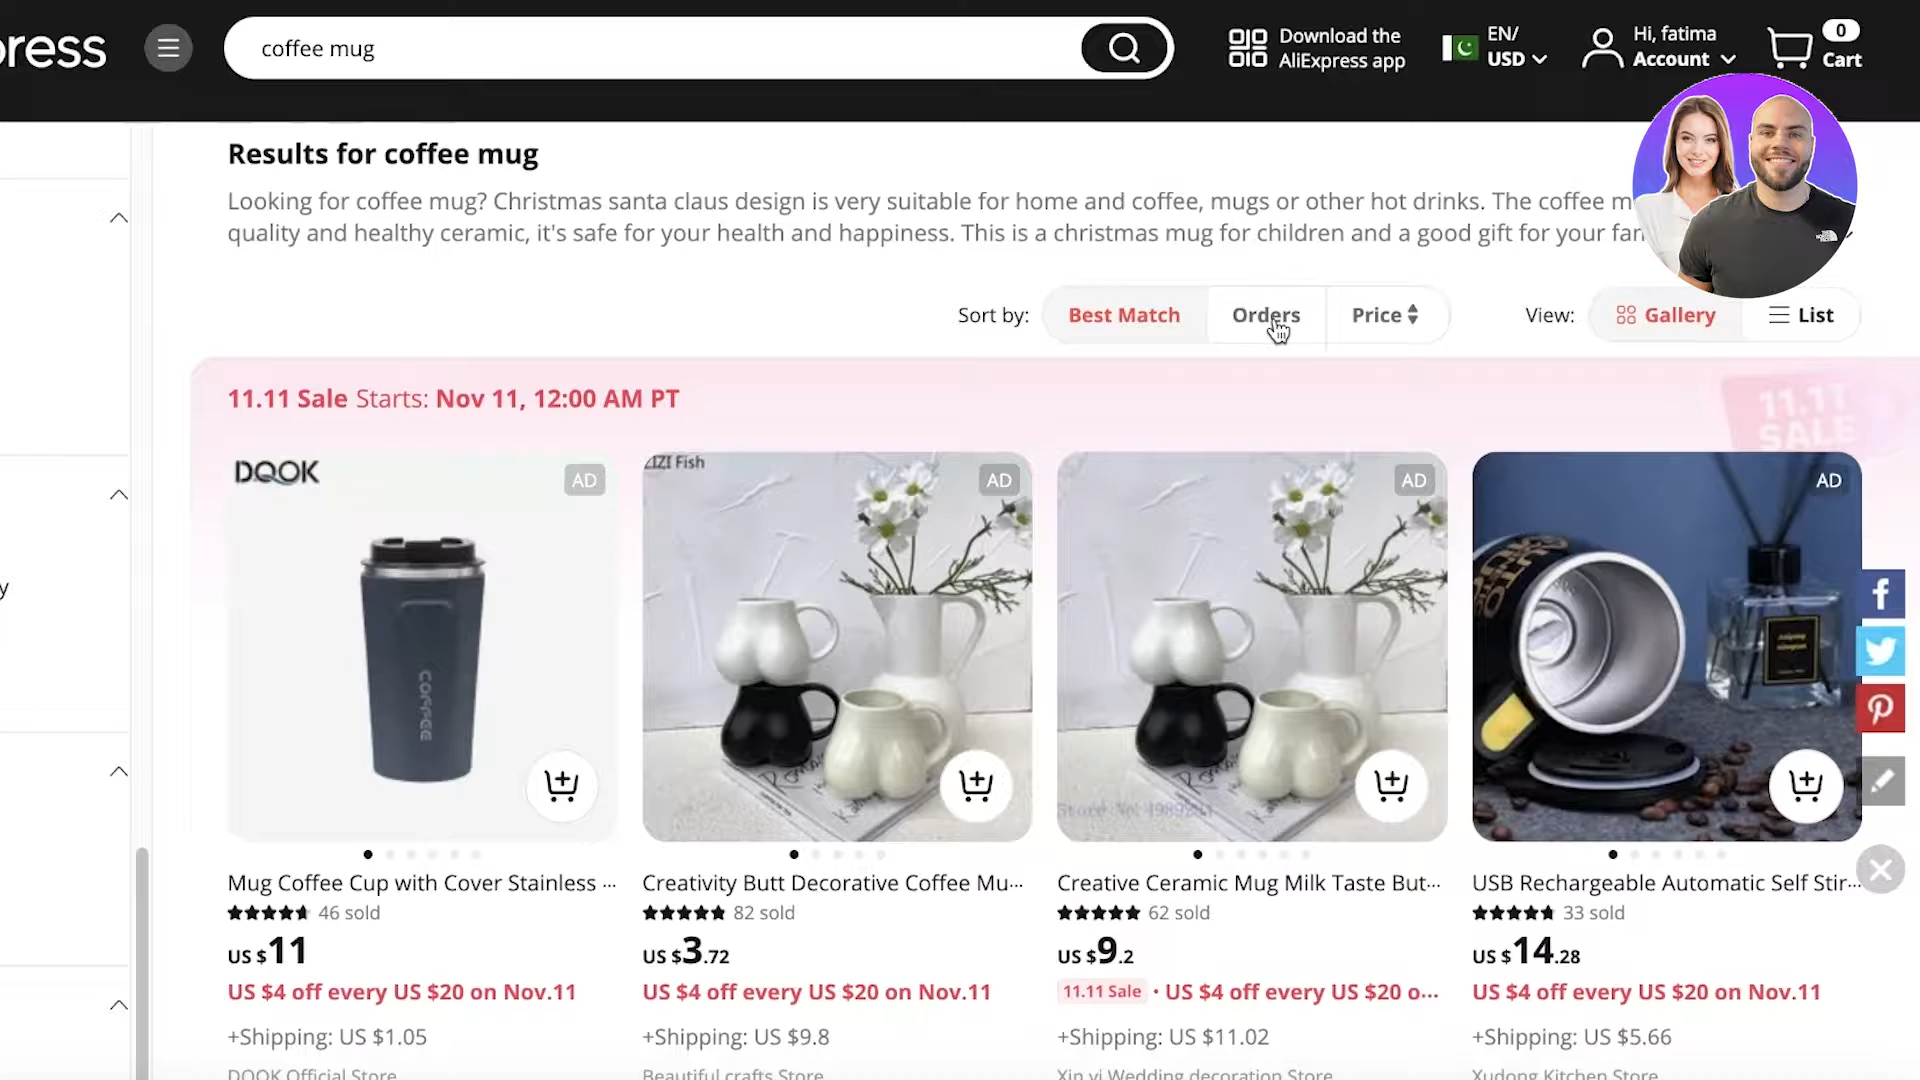 press
coffee mug
Download the
AliExpress app
EN/
USD
Hi, fatima
Account
0
Cart
Results for coffee mug
Looking for coffee mug? Christmas santa claus design is very suitable for home and coffee, mugs or other hot drinks. The coffee m
quality and healthy ceramic, it's safe for your health and happiness. This is a christmas mug for children and a good gift for your fam
Sort by:
Best Match
Orders
Price
View:
Gallery
List
11.11 Sale Starts: Nov 11, 12:00 AM PT
11.11
SALE
DQOK
AD
COFFEE
ZIZI Fish
AD
AD
AD
y
Mug Coffee Cup with Cover Stainless ...
46 sold
US $11
US $4 off every US $20 on Nov.11
+Shipping: US $1.05
DQOK Official Store
Creativity Butt Decorative Coffee Mu...
82 sold
US $3.72
US $4 off every US $20 on Nov.11
+Shipping: US $9.8
Beautiful crafts Store
Creative Ceramic Mug Milk Taste But...
62 sold
US $9.2
11.11 Sale · US $4 off every US $20 o...
+Shipping: US $11.02
Xin yi Wedding decoration Store
USB Rechargeable Automatic Self Stir...
33 sold
US $14.28
US $4 off every US $20 on Nov.11
+Shipping: US $5.66
Xudong Kitchen Store